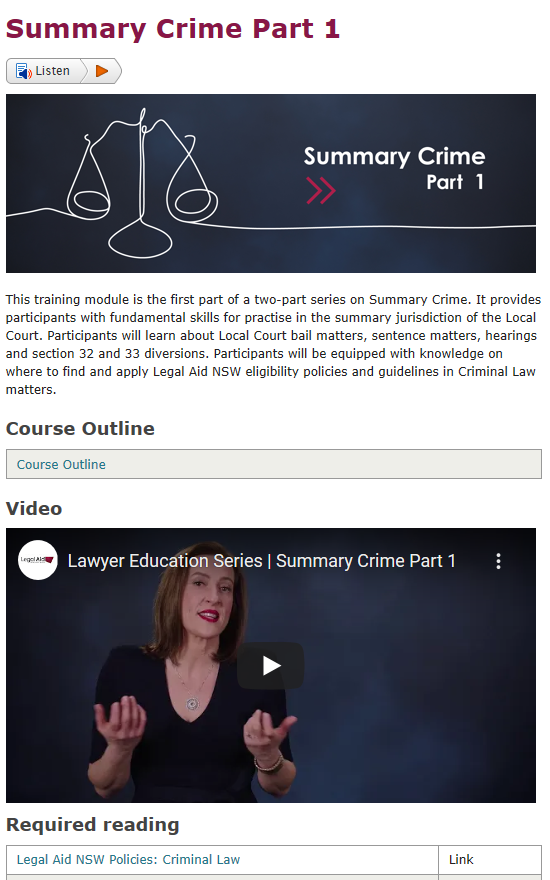 Summary Crime Part 1
Listen
Summary Crime
Part 1
This training module is the first part of a two-part series on Summary Crime. It provides
participants with fundamental skills for practise in the summary jurisdiction of the Local
Court. Participants will learn about Local Court bail matters, sentence matters, hearings
and section 32 and 33 diversions. Participants will be equipped with knowledge on
where to find and apply Legal Aid NSW eligibility policies and guidelines in Criminal Law
matters.
Course Outline
Course Outline
Video
Legal Aid
Lawyer Education Series | Summary Crime Part 1
Required reading
Legal Aid NSW Policies: Criminal Law Link